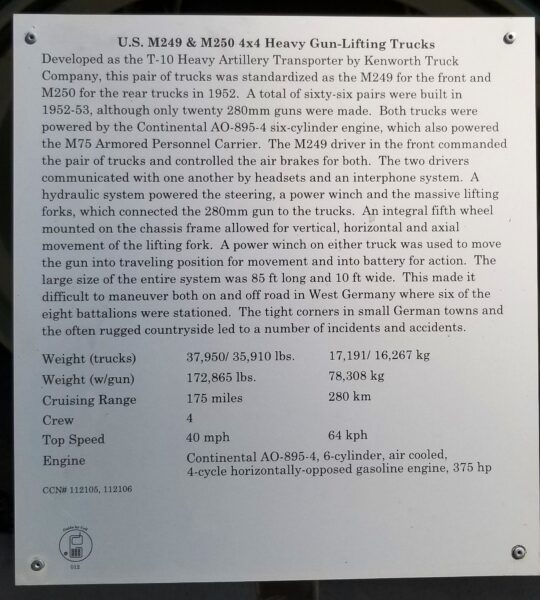 U.S. M249 & M250 4x4 Heavy Gun-Lifting Trucks
Developed as the T-10 Heavy Artillery Transporter by Kenworth Truck
Company, this pair of trucks was standardized as the M249 for the front and
M250 for the rear trucks in 1952. A total of sixty-six pairs were built in
1952-53, although only twenty 280mm guns were made. Both trucks were
powered by the Continental AO-895-4 six-cylinder engine, which also powered
the M75 Armored Personnel Carrier. The M249 driver in the front commanded
the pair of trucks and controlled the air brakes for both. The two drivers
communicated with one another by headsets and an interphone system. A
hydraulic system powered the steering, a power winch and the massive lifting
forks, which connected the 280mm gun to the trucks. An integral fifth wheel
mounted on the chassis frame allowed for vertical, horizontal and axial
movement of the lifting fork. A power winch on either truck was used to move
the gun into traveling position for movement and into battery for action. The
large size of the entire system was 85 ft long and 10 ft wide. This made it
difficult to maneuver both on and off road in West Germany where six of the
eight battalions were stationed. The tight corners in small German towns and
the often rugged countryside led to a number of incidents and accidents.
Weight (trucks) 37,950/ 35,910 lbs. 17,191/ 16,267 kg
Weight (w/gun) 172,865 lbs. 78,308 kg
Cruising Range 175 miles 280 km
Crew 4
Top Speed 40 mph 64 kph
Engine Continental AO-895-4, 6-cylinder, air cooled,
4-cycle horizontally-opposed gasoline engine, 375 hp
CCN# 112105, 112106
Guide by Cell
012